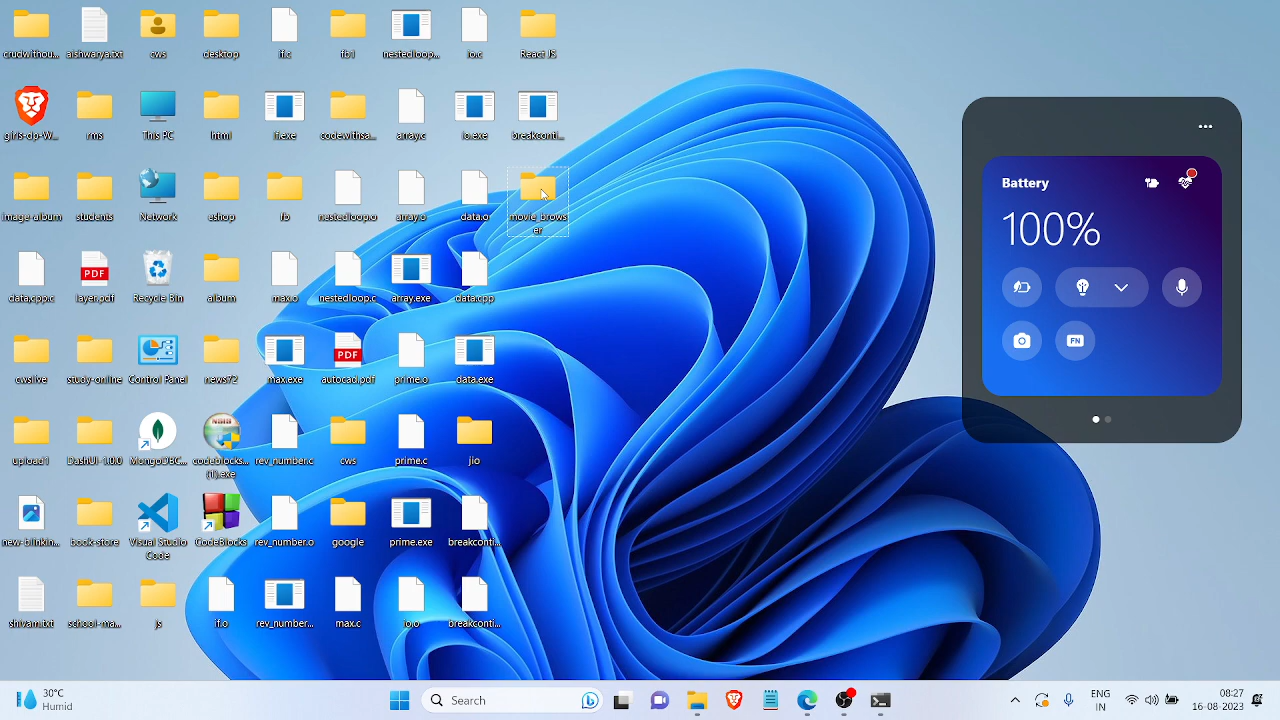 crudwithou...
aishwarya.txt
cws
desktop
if.c
fb1
nestedloop...
io.c
React JS
girls-dp-W...
rms
This PC
html
if.exe
codewithsa...
array.c
io.exe
breakconti...
image-album
students
Network
eshop
fb
nestedloop.o
array.o
data.o
movie_brows
er
data.cpp.c
layer.pdf
Recycle Bin
album
max.o
nestedloop.c
array.exe
data.cpp
cwslive
study-online
Control Panel
news72
max.exe
autocad.pdf
prime.o
data.exe
upload1
DashUI-1.0.0
MongoDBC...
codeblocks...
(1).exe
rev_number.c
cws
prime.c
jio
new-blinkin...
book-store
Visual Studio
Code
CodeBlocks
rev_number.o
google
prime.exe
breakconti...
shivam.txt
school-ma...
js
if.o
rev_number...
max.c
io.o
breakconti...
PDF
PDF
Battery
100%
FN
30°C
Humid
Search
ENG
IN
08:27
16-08-2023